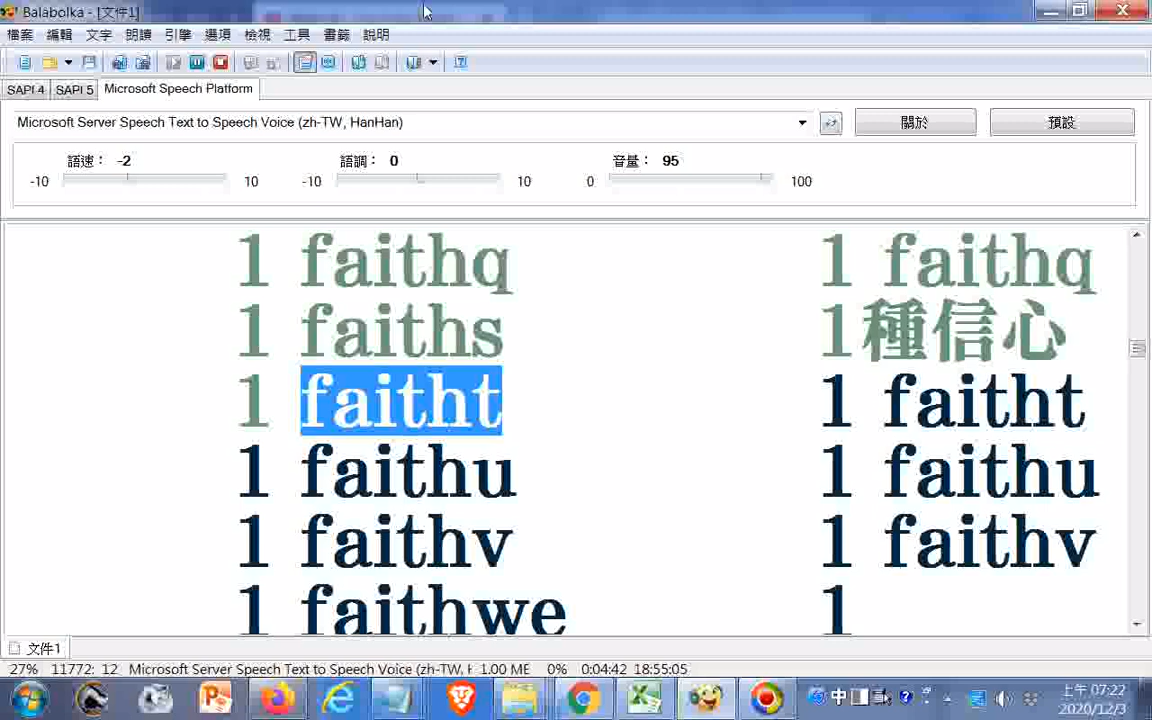 Balabolka - [文件1]
檔案 編輯 文字 朗讀 引擎 選項 檢視 工具 書籤 說明
SAPI 4 SAPI 5 Microsoft Speech Platform
Microsoft Server Speech Text to Speech Voice (zh-TW, HanHan) 關於 預設
語速： -2 語調： 0 音量： 95
-10 10 -10 10 0 100
1 faithq 1 faithq
1 faiths 1種信心
1 faitht 1 faitht
1 faithu 1 faithu
1 faithv 1 faithv
1 faithwe 1
文件1
27% 11772: 12 Microsoft Server Speech Text to Speech Voice (zh-TW, 1.00 ME 0% 0:04:42 18:55:05
中 上午 07:22
2020/12/3